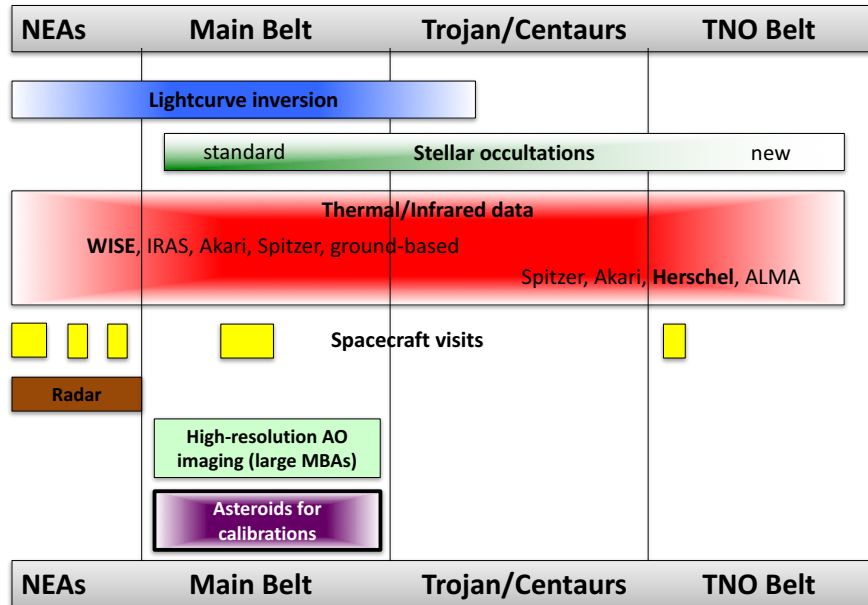 NEAs Main Belt Trojan/Centaurs TNO Belt
Lightcurve inversion
standard Stellar occultations new
Thermal/Infrared data
WISE, IRAS, Akari, Spitzer, ground-based
Spitzer, Akari, Herschel, ALMA
Spacecraft visits
Radar
High-resolution AO
imaging (large MBAs)
Asteroids for
calibrations
NEAs Main Belt Trojan/Centaurs TNO Belt